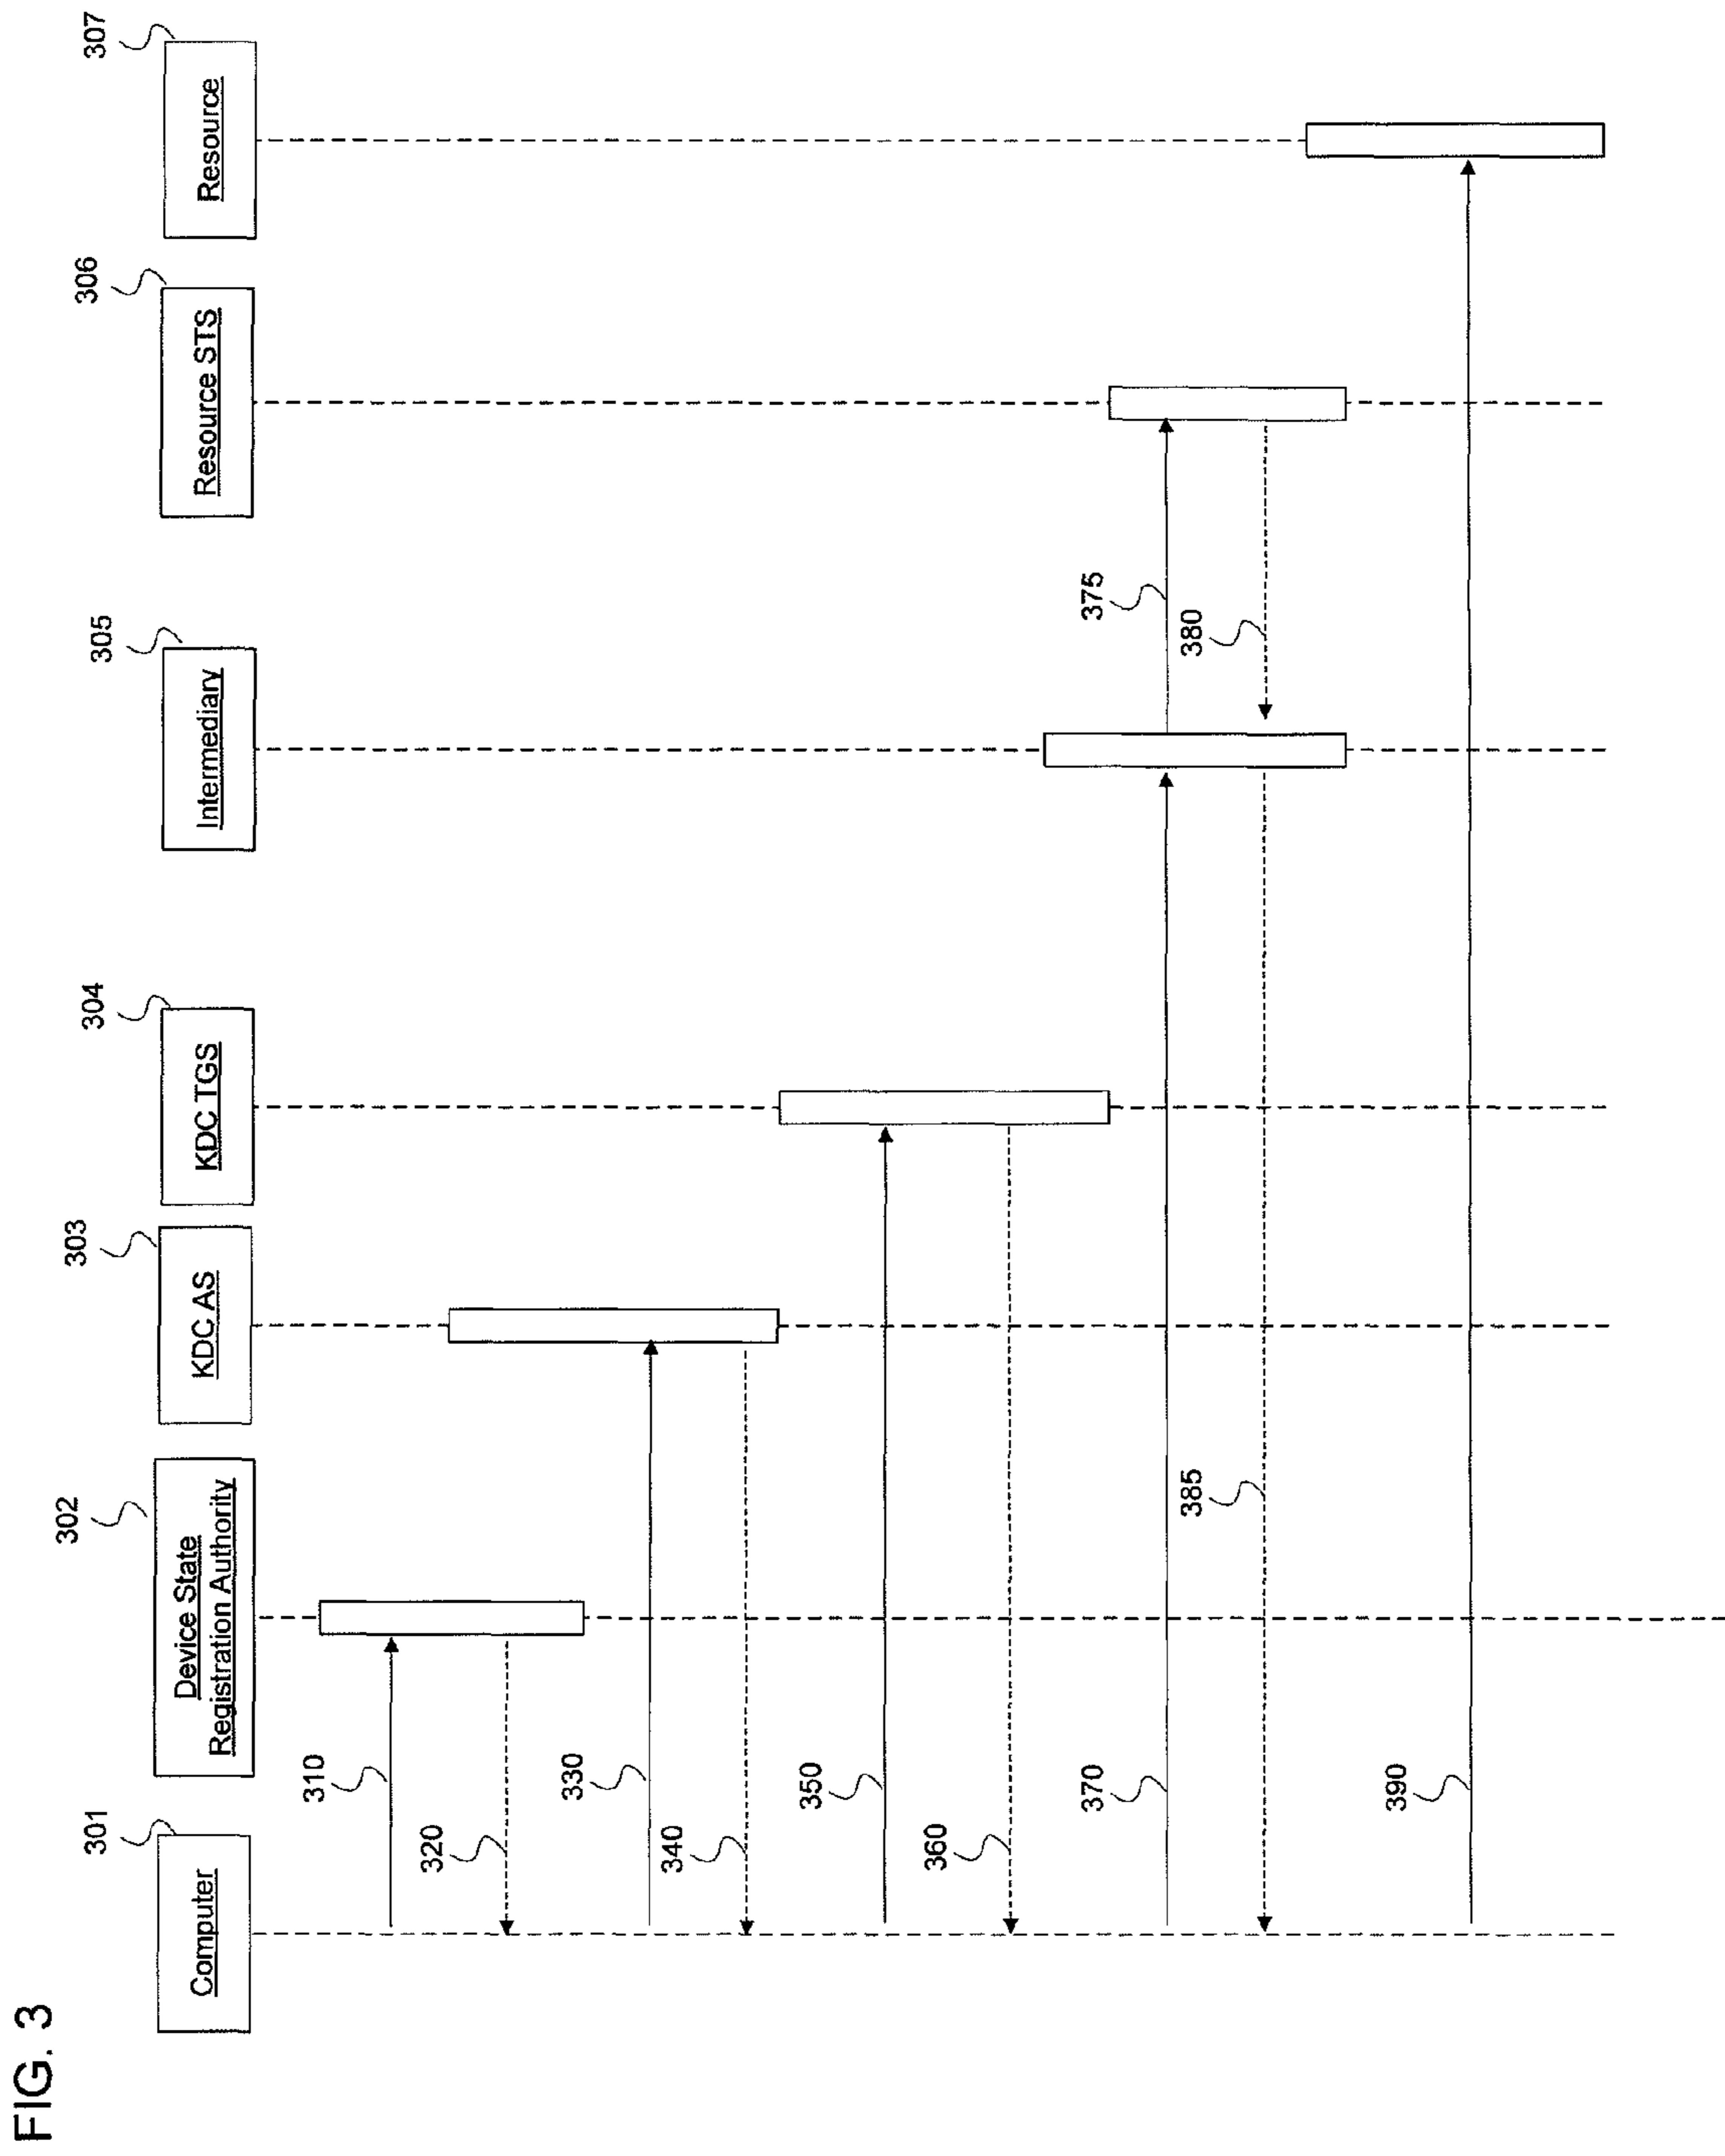 FIG. 3
301
302
303
304
305
306
307
Computer
Device State
Registration Authority
KDC AS
KDC TGS
Intermediary
Resource STS
Resource
310
320
330
340
350
360
370
375
380
385
390